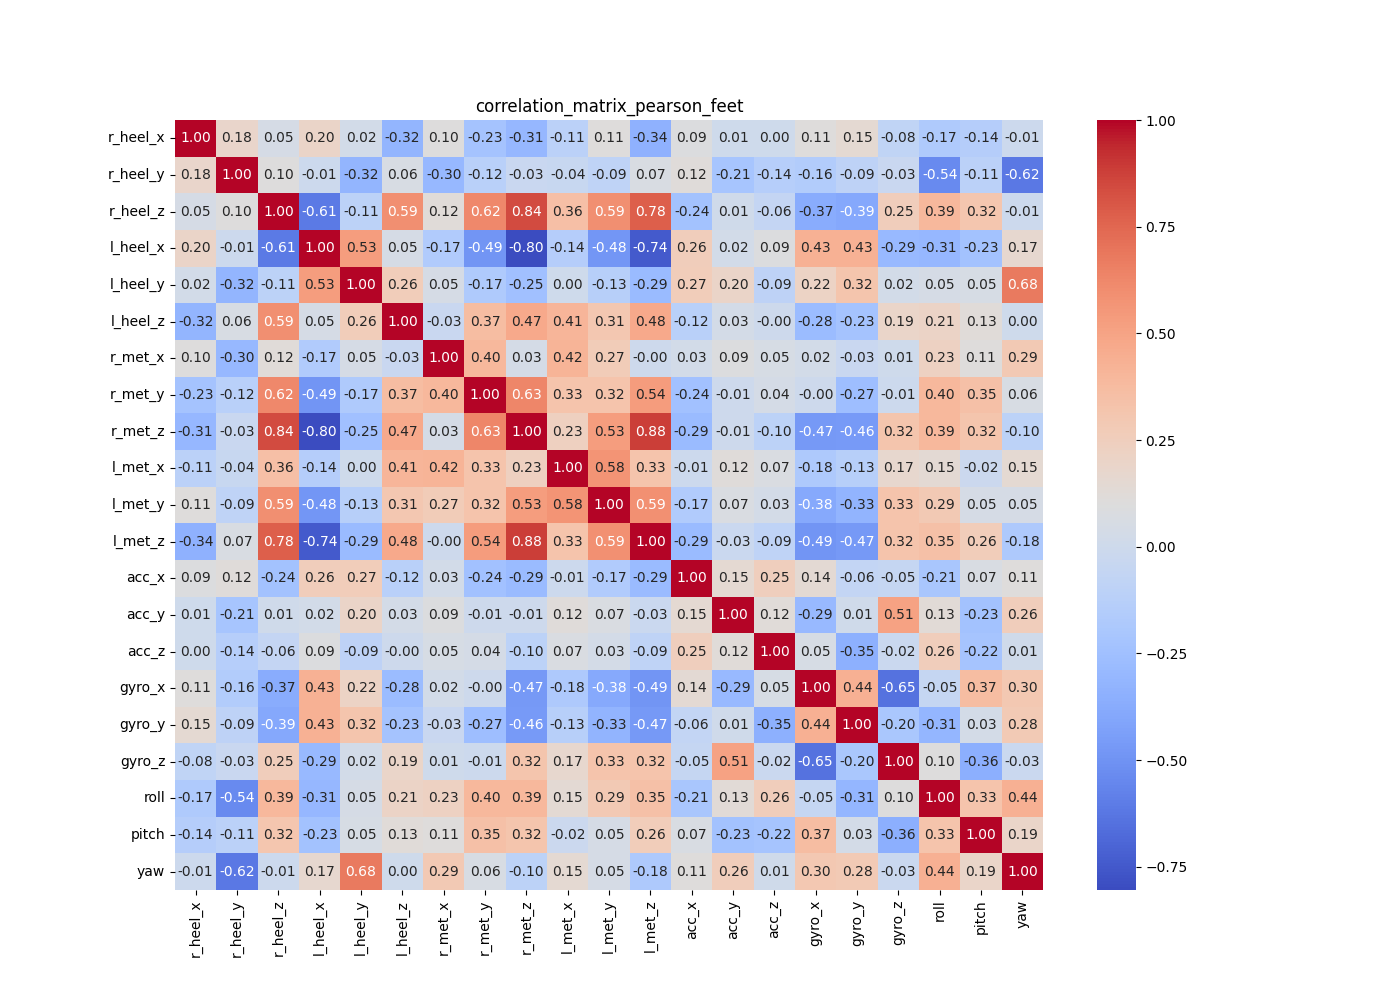 correlation_matrix_pearson_feet
r_heel_x 1.00 0.18 0.05 0.20 0.02 -0.32 0.10 -0.23 -0.31 -0.11 0.11 -0.34 0.09 0.01 0.00 0.11 0.15 -0.08 -0.17 -0.14 -0.01
r_heel_y 0.18 1.00 0.10 -0.01 -0.32 0.06 -0.30 -0.12 -0.03 -0.04 -0.09 0.07 0.12 -0.21 -0.14 -0.16 -0.09 -0.03 -0.54 -0.11 -0.62
r_heel_z 0.05 0.10 1.00 -0.61 -0.11 0.59 0.12 0.62 0.84 0.36 0.59 0.78 -0.24 0.01 -0.06 -0.37 -0.39 0.25 0.39 0.32 -0.01
l_heel_x 0.20 -0.01 -0.61 1.00 0.53 0.05 -0.17 -0.49 -0.80 -0.14 -0.48 -0.74 0.26 0.02 0.09 0.43 0.43 -0.29 -0.31 -0.23 0.17
l_heel_y 0.02 -0.32 -0.11 0.53 1.00 0.26 0.05 -0.17 -0.25 0.00 -0.13 -0.29 0.27 0.20 -0.09 0.22 0.32 0.02 0.05 0.05 0.68
l_heel_z -0.32 0.06 0.59 0.05 0.26 1.00 -0.03 0.37 0.47 0.41 0.31 0.48 -0.12 0.03 -0.00 -0.28 -0.23 0.19 0.21 0.13 0.00
r_met_x 0.10 -0.30 0.12 -0.17 0.05 -0.03 1.00 0.40 0.03 0.42 0.27 -0.00 0.03 0.09 0.05 0.02 -0.03 0.01 0.23 0.11 0.29
r_met_y -0.23 -0.12 0.62 -0.49 -0.17 0.37 0.40 1.00 0.63 0.33 0.32 0.54 -0.24 -0.01 0.04 -0.00 -0.27 -0.01 0.40 0.35 0.06
r_met_z -0.31 -0.03 0.84 -0.80 -0.25 0.47 0.03 0.63 1.00 0.23 0.53 0.88 -0.29 -0.01 -0.10 -0.47 -0.46 0.32 0.39 0.32 -0.10
l_met_x -0.11 -0.04 0.36 -0.14 0.00 0.41 0.42 0.33 0.23 1.00 0.58 0.33 -0.01 0.12 0.07 -0.18 -0.13 0.17 0.15 -0.02 0.15
l_met_y 0.11 -0.09 0.59 -0.48 -0.13 0.31 0.27 0.32 0.53 0.58 1.00 0.59 -0.17 0.07 0.03 -0.38 -0.33 0.33 0.29 0.05 0.05
l_met_z -0.34 0.07 0.78 -0.74 -0.29 0.48 -0.00 0.54 0.88 0.33 0.59 1.00 -0.29 -0.03 -0.09 -0.49 -0.47 0.32 0.35 0.26 -0.18
acc_x 0.09 0.12 -0.24 0.26 0.27 -0.12 0.03 -0.24 -0.29 -0.01 -0.17 -0.29 1.00 0.15 0.25 0.14 -0.06 -0.05 -0.21 0.07 0.11
acc_y 0.01 -0.21 0.01 0.02 0.20 0.03 0.09 -0.01 -0.01 0.12 0.07 -0.03 0.15 1.00 0.12 -0.29 0.01 0.51 0.13 -0.23 0.26
acc_z 0.00 -0.14 -0.06 0.09 -0.09 -0.00 0.05 0.04 -0.10 0.07 0.03 -0.09 0.25 0.12 1.00 0.05 -0.35 -0.02 0.26 -0.22 0.01
gyro_x 0.11 -0.16 -0.37 0.43 0.22 -0.28 0.02 -0.00 -0.47 -0.18 -0.38 -0.49 0.14 -0.29 0.05 1.00 0.44 -0.65 -0.05 0.37 0.30
gyro_y 0.15 -0.09 -0.39 0.43 0.32 -0.23 -0.03 -0.27 -0.46 -0.13 -0.33 -0.47 -0.06 0.01 -0.35 0.44 1.00 -0.20 -0.31 0.03 0.28
gyro_z -0.08 -0.03 0.25 -0.29 0.02 0.19 0.01 -0.01 0.32 0.17 0.33 0.32 -0.05 0.51 -0.02 -0.65 -0.20 1.00 0.10 -0.36 -0.03
roll -0.17 -0.54 0.39 -0.31 0.05 0.21 0.23 0.40 0.39 0.15 0.29 0.35 -0.21 0.13 0.26 -0.05 -0.31 0.10 1.00 0.33 0.44
pitch -0.14 -0.11 0.32 -0.23 0.05 0.13 0.11 0.35 0.32 -0.02 0.05 0.26 0.07 -0.23 -0.22 0.37 0.03 -0.36 0.33 1.00 0.19
yaw -0.01 -0.62 -0.01 0.17 0.68 0.00 0.29 0.06 -0.10 0.15 0.05 -0.18 0.11 0.26 0.01 0.30 0.28 -0.03 0.44 0.19 1.00
r_heel_x r_heel_y r_heel_z l_heel_x l_heel_y l_heel_z r_met_x r_met_y r_met_z l_met_x l_met_y l_met_z acc_x acc_y acc_z gyro_x gyro_y gyro_z roll pitch yaw
1.00
0.75
0.50
0.25
0.00
−0.25
−0.50
−0.75